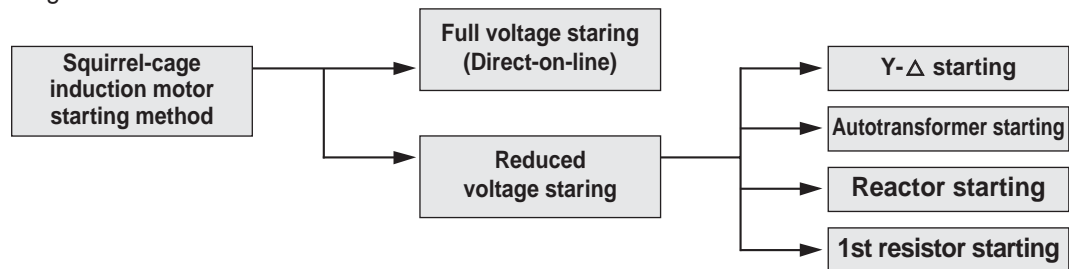 Squirrel-cage
induction motor
starting method
Full voltage staring
(Direct-on-line)
Reduced
voltage staring
Y-△ starting
Autotransformer starting
Reactor starting
1st resistor starting